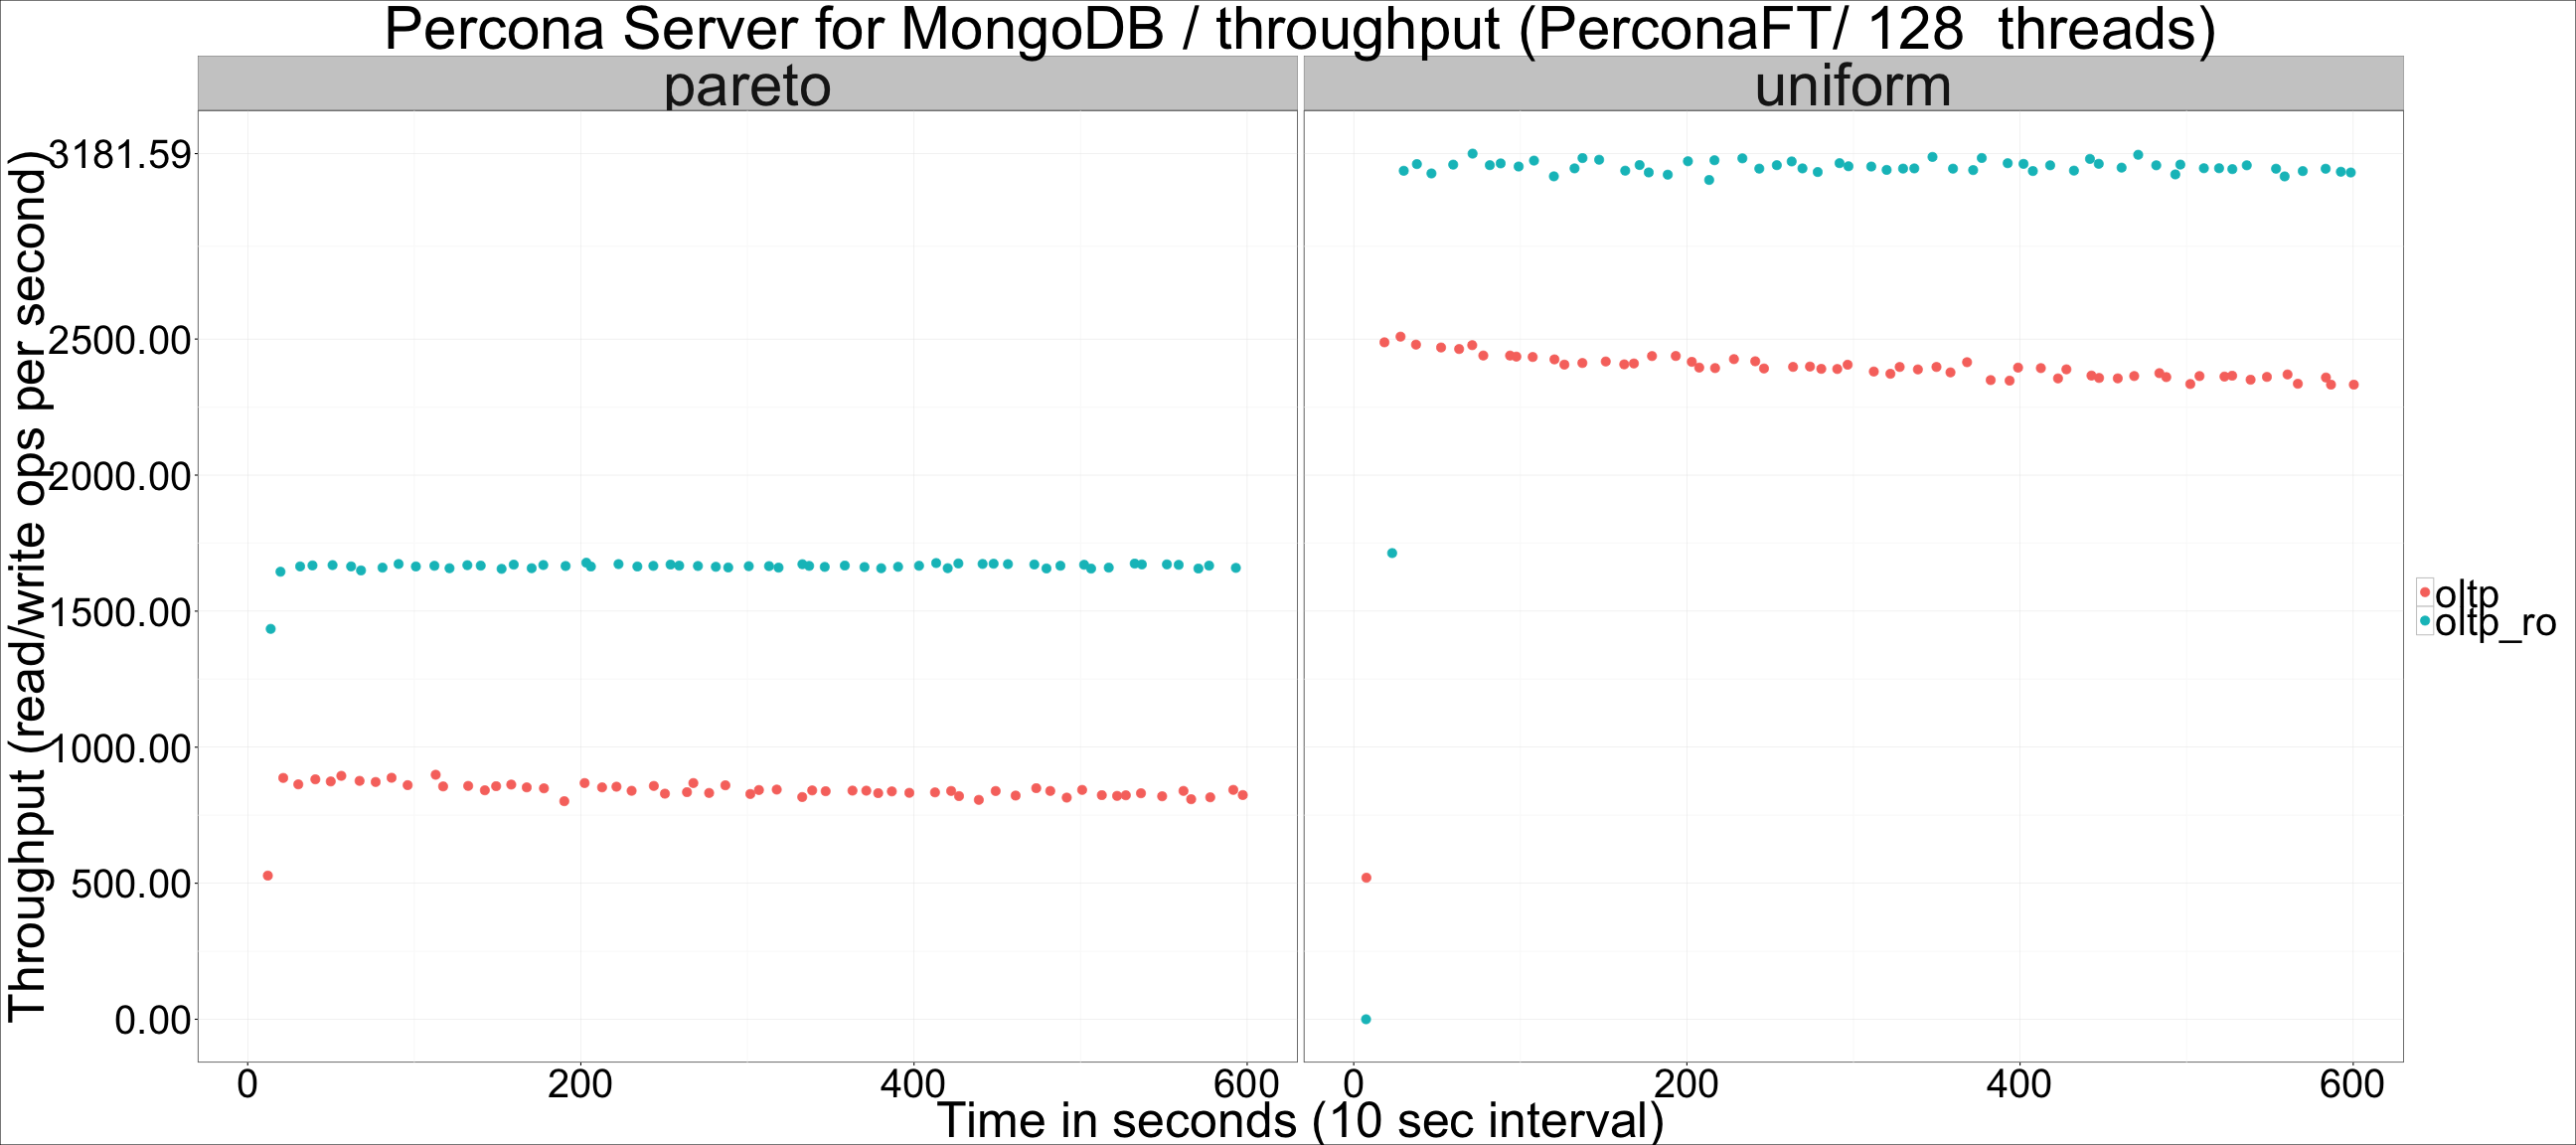 Percona Server for MongoDB / throughput (PerconaFT/ 128  threads)
pareto
uniform
Throughput (read/write ops per second)
3181.59
2500.00
2000.00
1500.00
1000.00
500.00
0.00
oltp
oltp_ro
0 200 400 600
0 200 400 600
Time in seconds (10 sec interval)